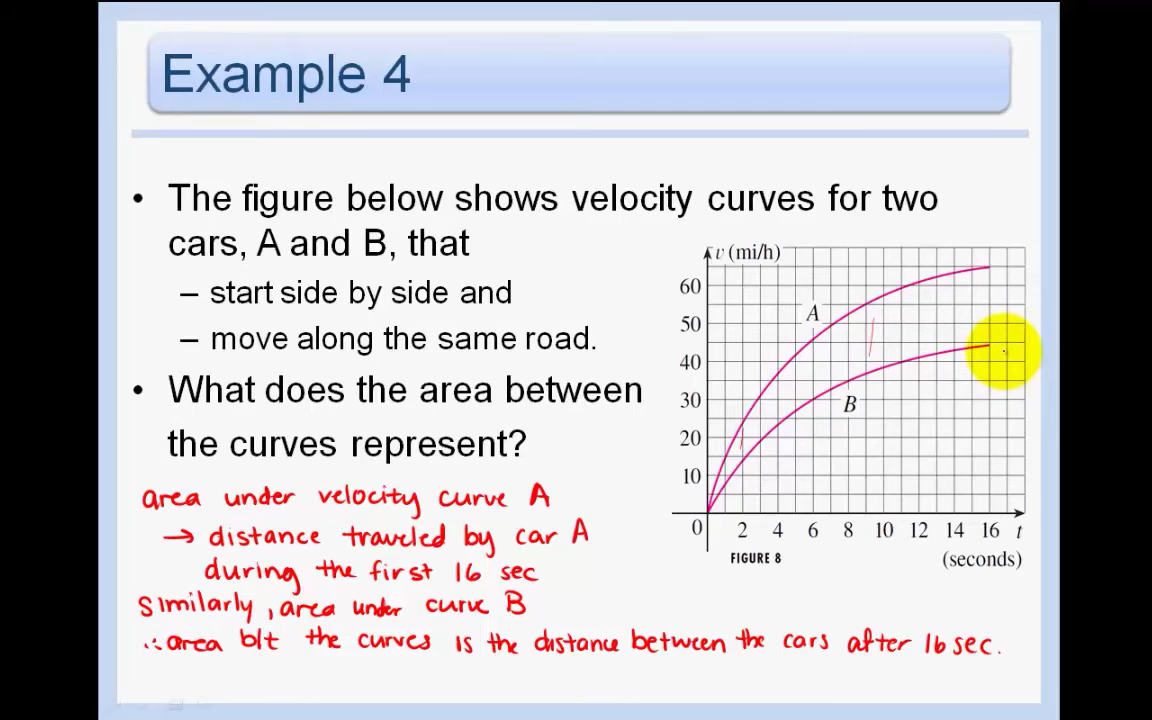 Example 4
• The figure below shows velocity curves for two
cars, A and B, that
– start side by side and
– move along the same road.
• What does the area between
the curves represent?
area under velocity curve A
→ distance traveled by car A
during the first 16 sec
Similarly, area under curve B
∴ area b/t the curves is the distance between the cars after 16 sec.
v (mi/h)
60
50
40
30
20
10
0 2 4 6 8 10 12 14 16 t
(seconds)
A
B
FIGURE 8